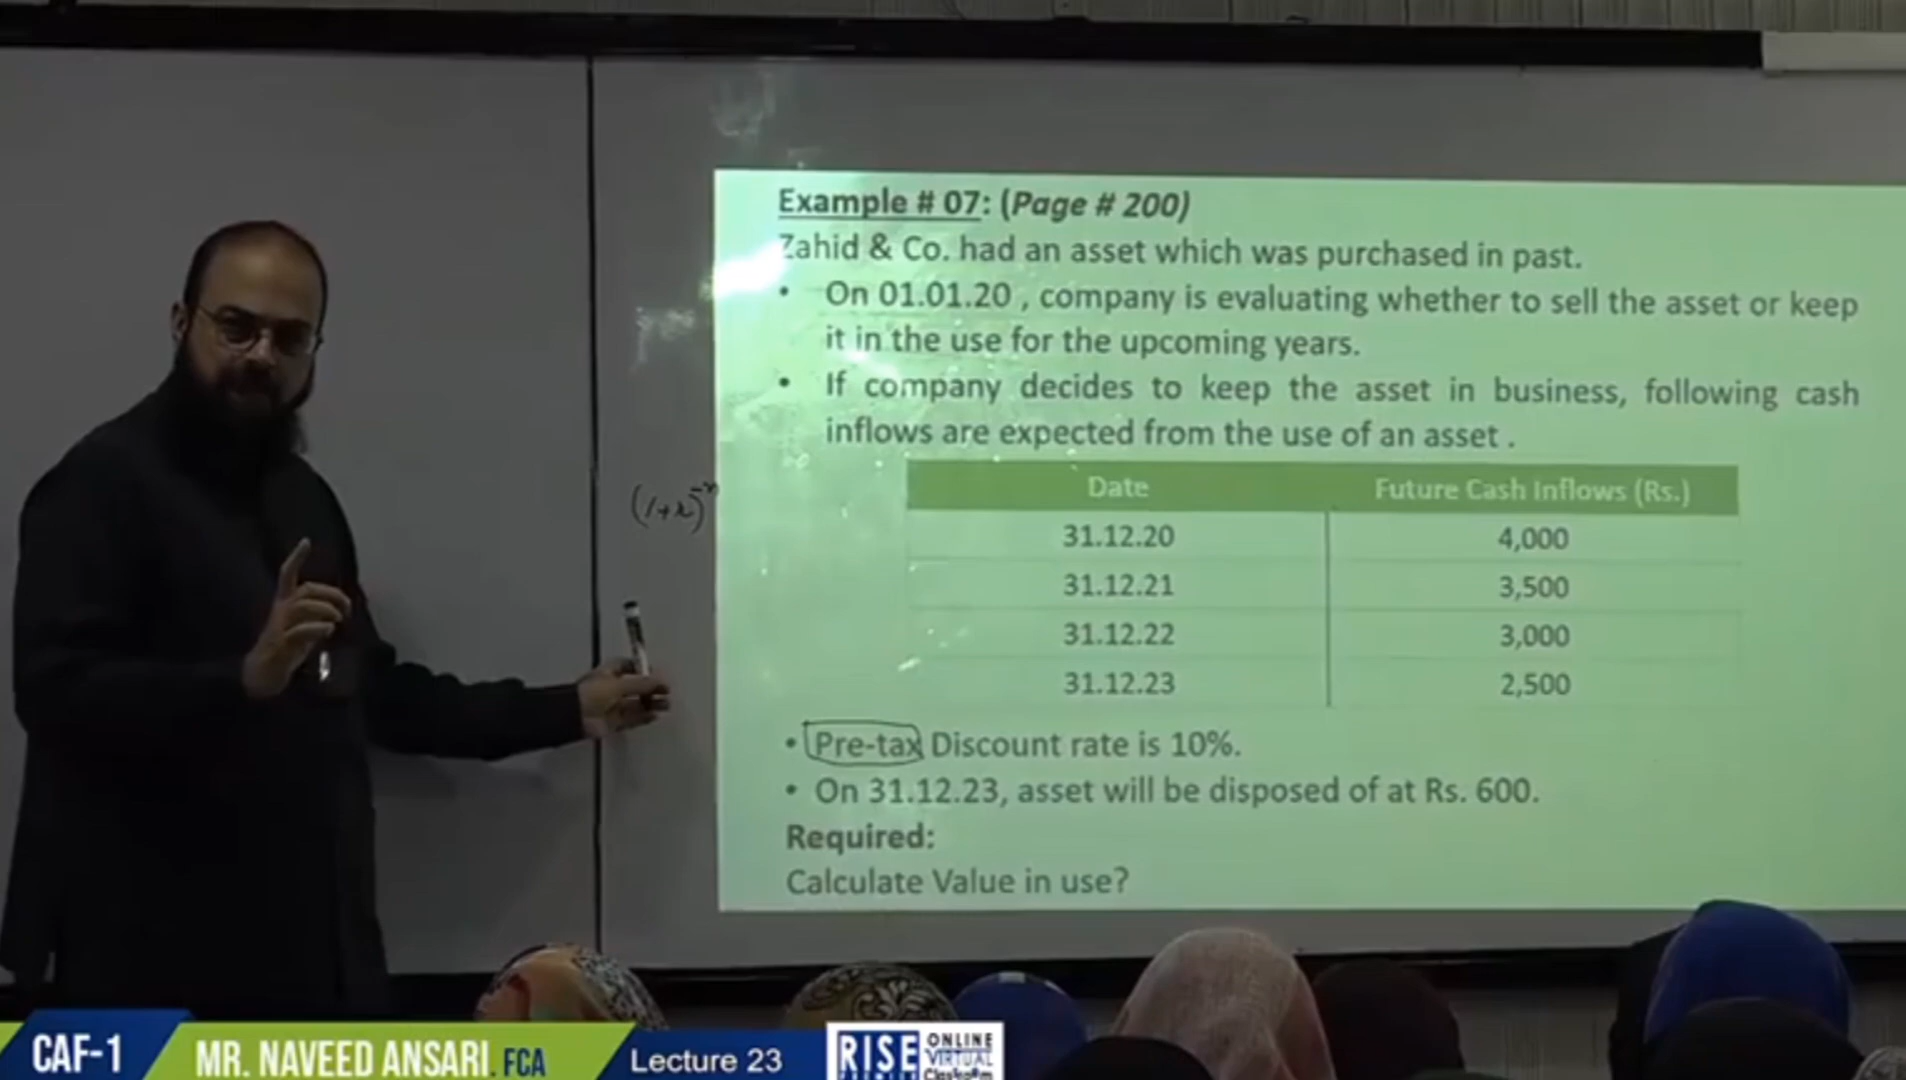 Example # 07: (Page # 200)
Zahid & Co. had an asset which was purchased in past.
• On 01.01.20 , company is evaluating whether to sell the asset or keep
it in the use for the upcoming years.
• If company decides to keep the asset in business, following cash
inflows are expected from the use of an asset .
Date Future Cash Inflows (Rs.)
(1+r)⁻ⁿ
31.12.20 4,000
31.12.21 3,500
31.12.22 3,000
31.12.23 2,500
• Pre-tax Discount rate is 10%.
• On 31.12.23, asset will be disposed of at Rs. 600.
Required:
Calculate Value in use?
CAF-1
MR. NAVEED ANSARI. FCA
Lecture 23
RISE
ONLINE
VIRTUAL
Classroom